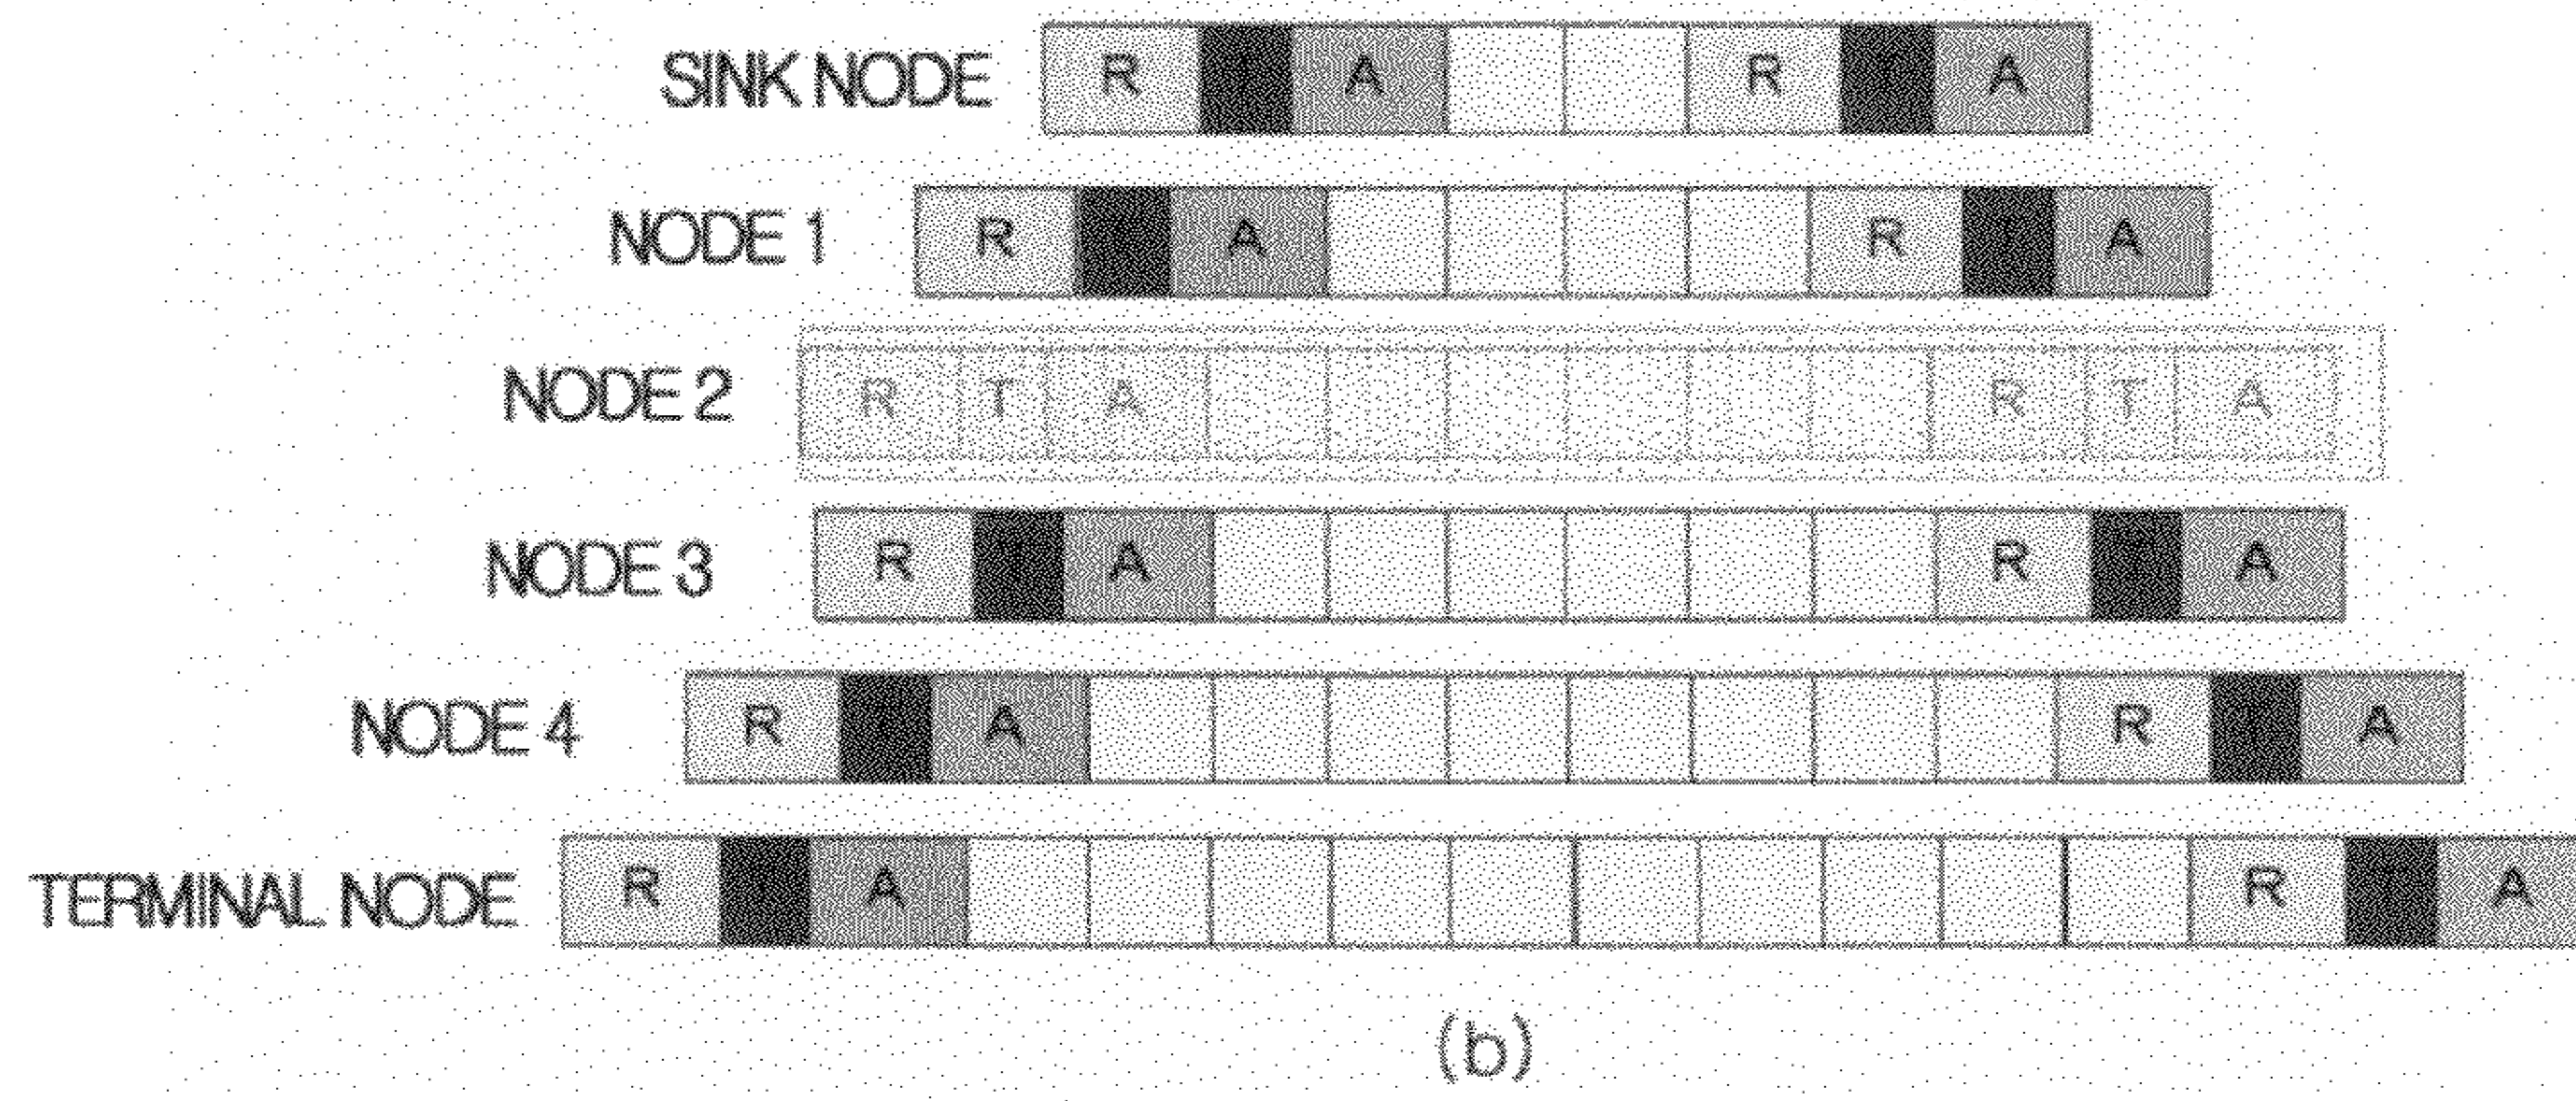 SINK NODE R A R A
NODE 1 R A R A
NODE 2 R T A R T A
NODE 3 R A R A
NODE 4 R A R A
TERMINAL NODE R A R A
(b)